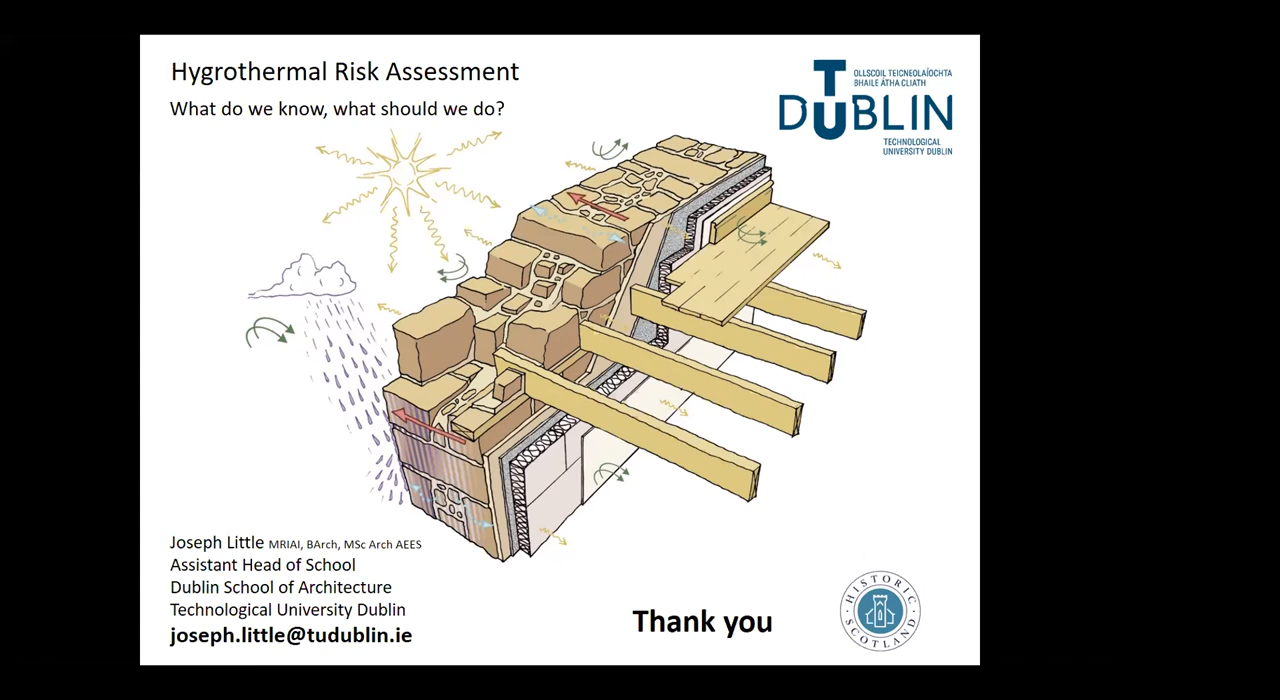 Hygrothermal Risk Assessment
What do we know, what should we do?
TU DUBLIN
OLLSCOIL TEICNEOLAÍOCHTA
BHAILE ÁTHA CLIATH
TECHNOLOGICAL
UNIVERSITY DUBLIN
Joseph Little MRIAI, BArch, MSc Arch AEES
Assistant Head of School
Dublin School of Architecture
Technological University Dublin
joseph.little@tudublin.ie
Thank you
HISTORIC
SCOTLAND